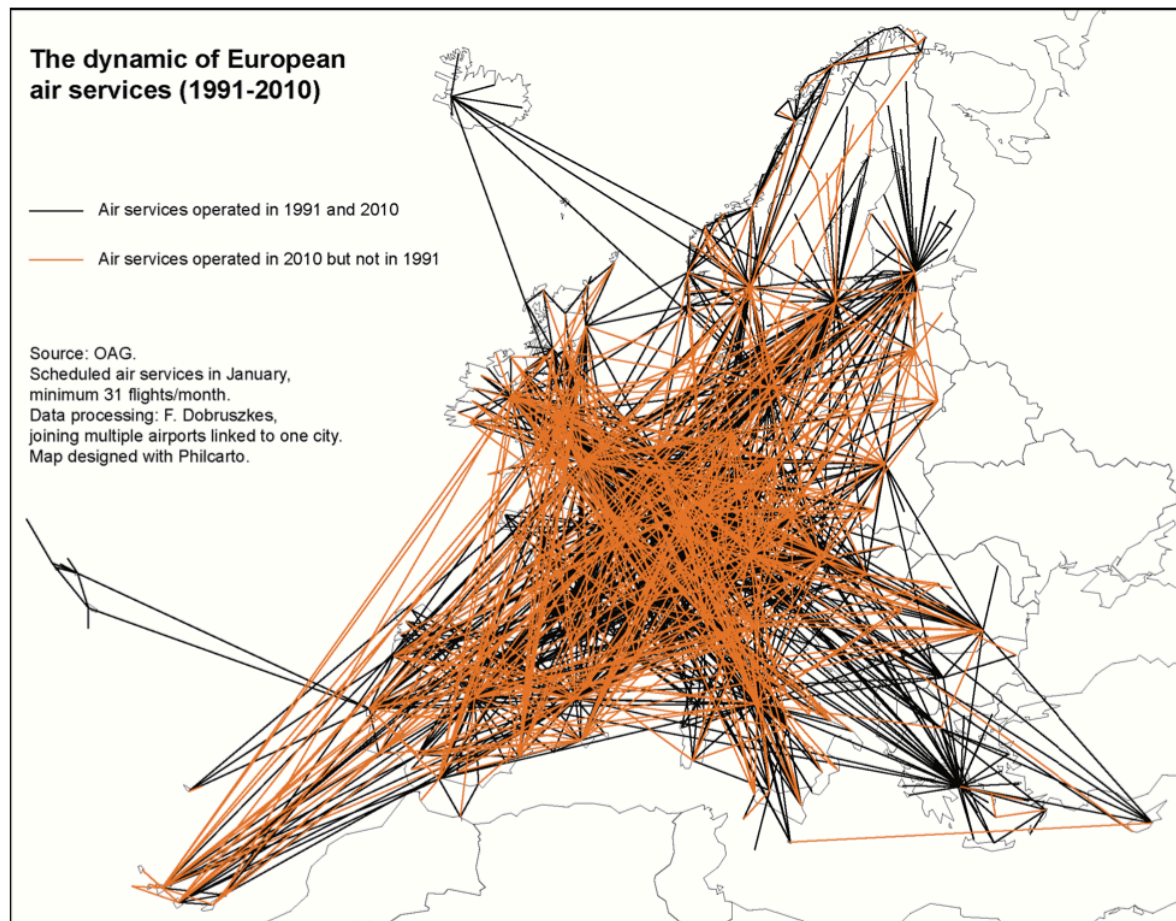 The dynamic of European
air services (1991-2010)
Air services operated in 1991 and 2010
Air services operated in 2010 but not in 1991
Source: OAG.
Scheduled air services in January,
minimum 31 flights/month.
Data processing: F. Dobruszkes,
joining multiple airports linked to one city.
Map designed with Philcarto.